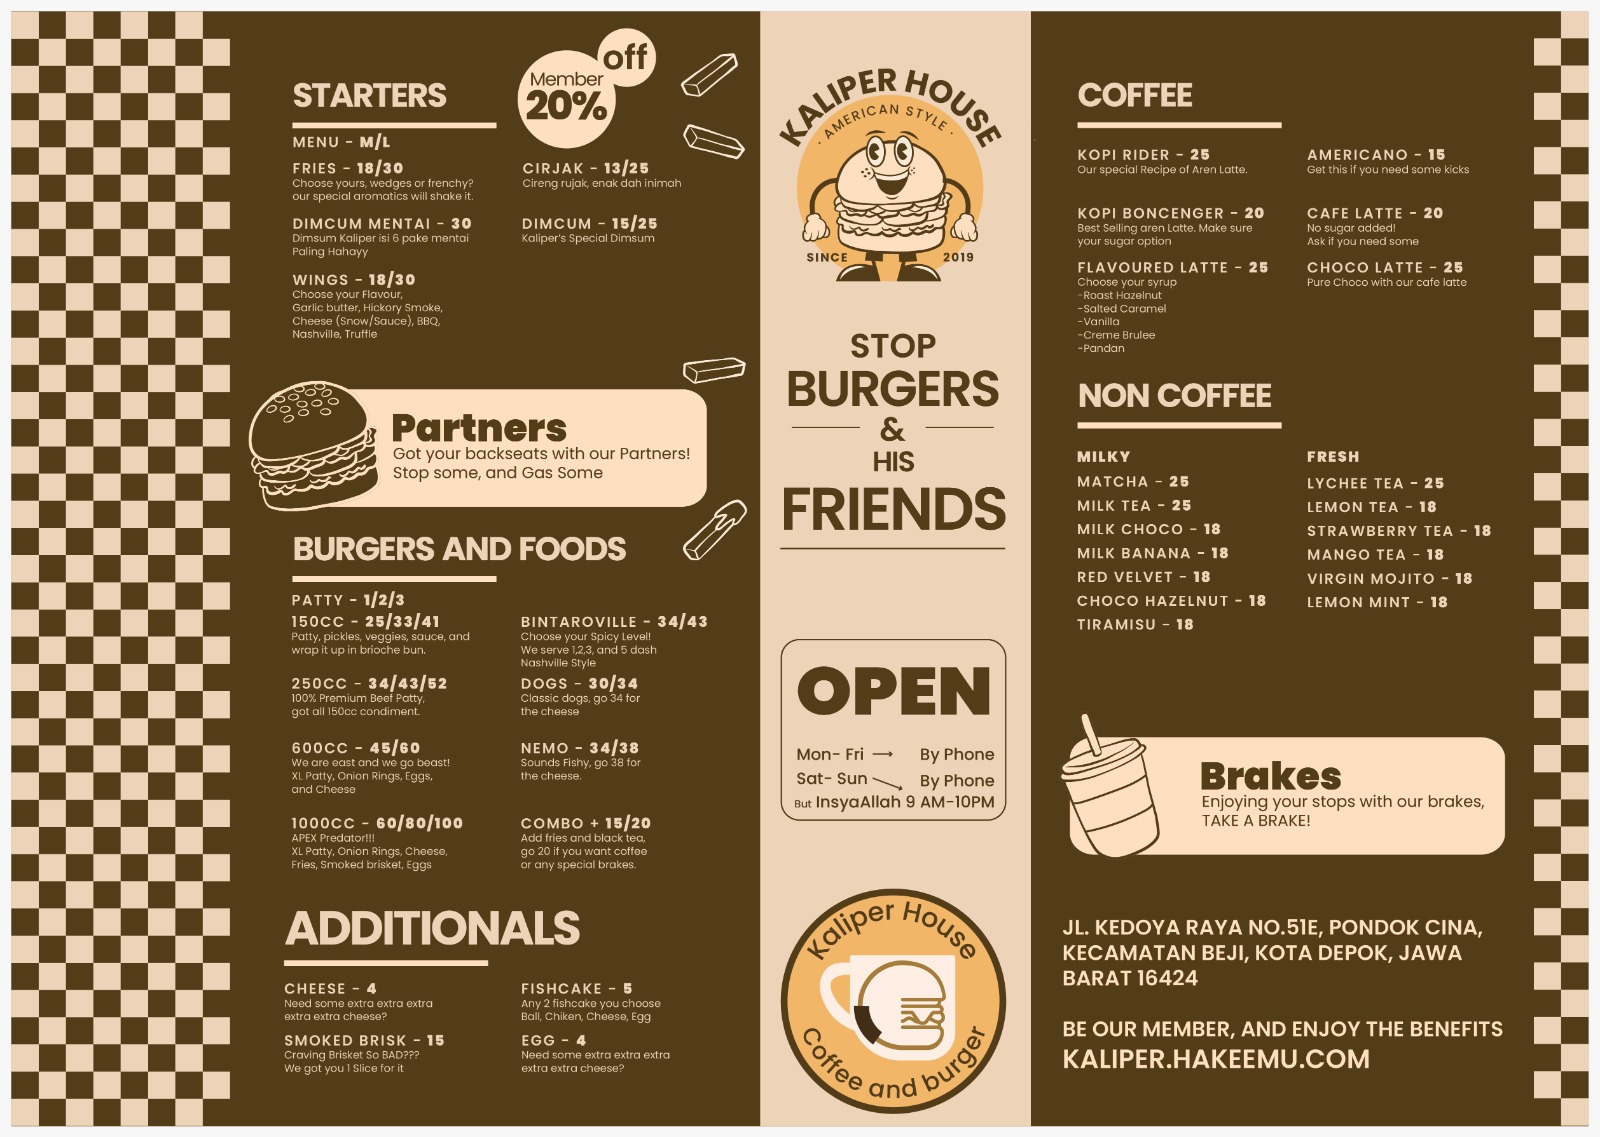 STARTERS
Member
20%
off
MENU - M/L
FRIES - 18/30
Choose yours, wedges or frenchy?
our special aromatics will shake it.
DIMCUM MENTAI - 30
Dimsum Kaliper isi 6 pake mentai
Paling Hahayy
WINGS - 18/30
Choose your Flavour,
Garlic butter, Hickory Smoke,
Cheese (Snow/Sauce), BBQ,
Nashville, Truffle
CIRJAK - 13/25
Cireng rujak, enak dah inimah
DIMCUM - 15/25
Kaliper's Special Dimsum
Partners
Got your backseats with our Partners!
Stop some, and Gas Some
BURGERS AND FOODS
PATTY - 1/2/3
150CC - 25/33/41
Patty, pickles, veggies, sauce, and
wrap it up in brioche bun.
250CC - 34/43/52
100% Premium Beef Patty,
got all 150cc condiment.
600CC - 45/60
We are east and we go beast!
XL Patty, Onion Rings, Eggs,
and Cheese
1000CC - 60/80/100
APEX Predator!!!
XL Patty, Onion Rings, Cheese,
Fries, Smoked brisket, Eggs
BINTAROVILLE - 34/43
Choose your Spicy Level!
We serve 1,2,3, and 5 dash
Nashville Style
DOGS - 30/34
Classic dogs, go 34 for
the cheese
NEMO - 34/38
Sounds Fishy, go 38 for
the cheese.
COMBO + 15/20
Add fries and black tea,
go 20 if you want coffee
or any special brakes.
ADDITIONALS
CHEESE - 4
Need some extra extra extra
extra extra cheese?
SMOKED BRISK - 15
Craving Brisket So BAD???
We got you 1 Slice for it
FISHCAKE - 5
Any 2 fishcake you choose
Ball, Chiken, Cheese, Egg
EGG - 4
Need some extra extra extra
extra extra cheese?
KALIPER HOUSE
· AMERICAN STYLE ·
SINCE 2019
STOP
BURGERS
&
HIS
FRIENDS
OPEN
Mon- Fri → By Phone
Sat- Sun → By Phone
But InsyaAllah 9 AM-10PM
Kaliper House
Coffee and burger
COFFEE
KOPI RIDER - 25
Our special Recipe of Aren Latte.
KOPI BONCENGER - 20
Best Selling aren Latte. Make sure
your sugar option
FLAVOURED LATTE - 25
Choose your syrup
-Roast Hazelnut
-Salted Caramel
-Vanilla
-Creme Brulee
-Pandan
AMERICANO - 15
Get this if you need some kicks
CAFE LATTE - 20
No sugar added!
Ask if you need some
CHOCO LATTE - 25
Pure Choco with our cafe latte
NON COFFEE
MILKY
MATCHA - 25
MILK TEA - 25
MILK CHOCO - 18
MILK BANANA - 18
RED VELVET - 18
CHOCO HAZELNUT - 18
TIRAMISU - 18
FRESH
LYCHEE TEA - 25
LEMON TEA - 18
STRAWBERRY TEA - 18
MANGO TEA - 18
VIRGIN MOJITO - 18
LEMON MINT - 18
Brakes
Enjoying your stops with our brakes,
TAKE A BRAKE!
JL. KEDOYA RAYA NO.51E, PONDOK CINA,
KECAMATAN BEJI, KOTA DEPOK, JAWA
BARAT 16424
BE OUR MEMBER, AND ENJOY THE BENEFITS
KALIPER.HAKEEMU.COM